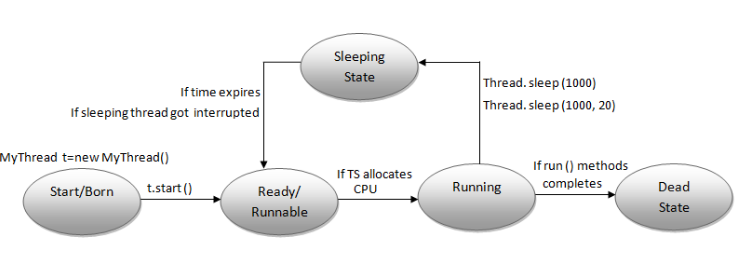 Sleeping
State
If time expires
If sleeping thread got interrupted
Thread. sleep (1000)
Thread. sleep (1000, 20)
MyThread t=new MyThread()
Start/Born
t.start ()
Ready/
Runnable
If TS allocates
CPU
Running
If run () methods
completes
Dead
State